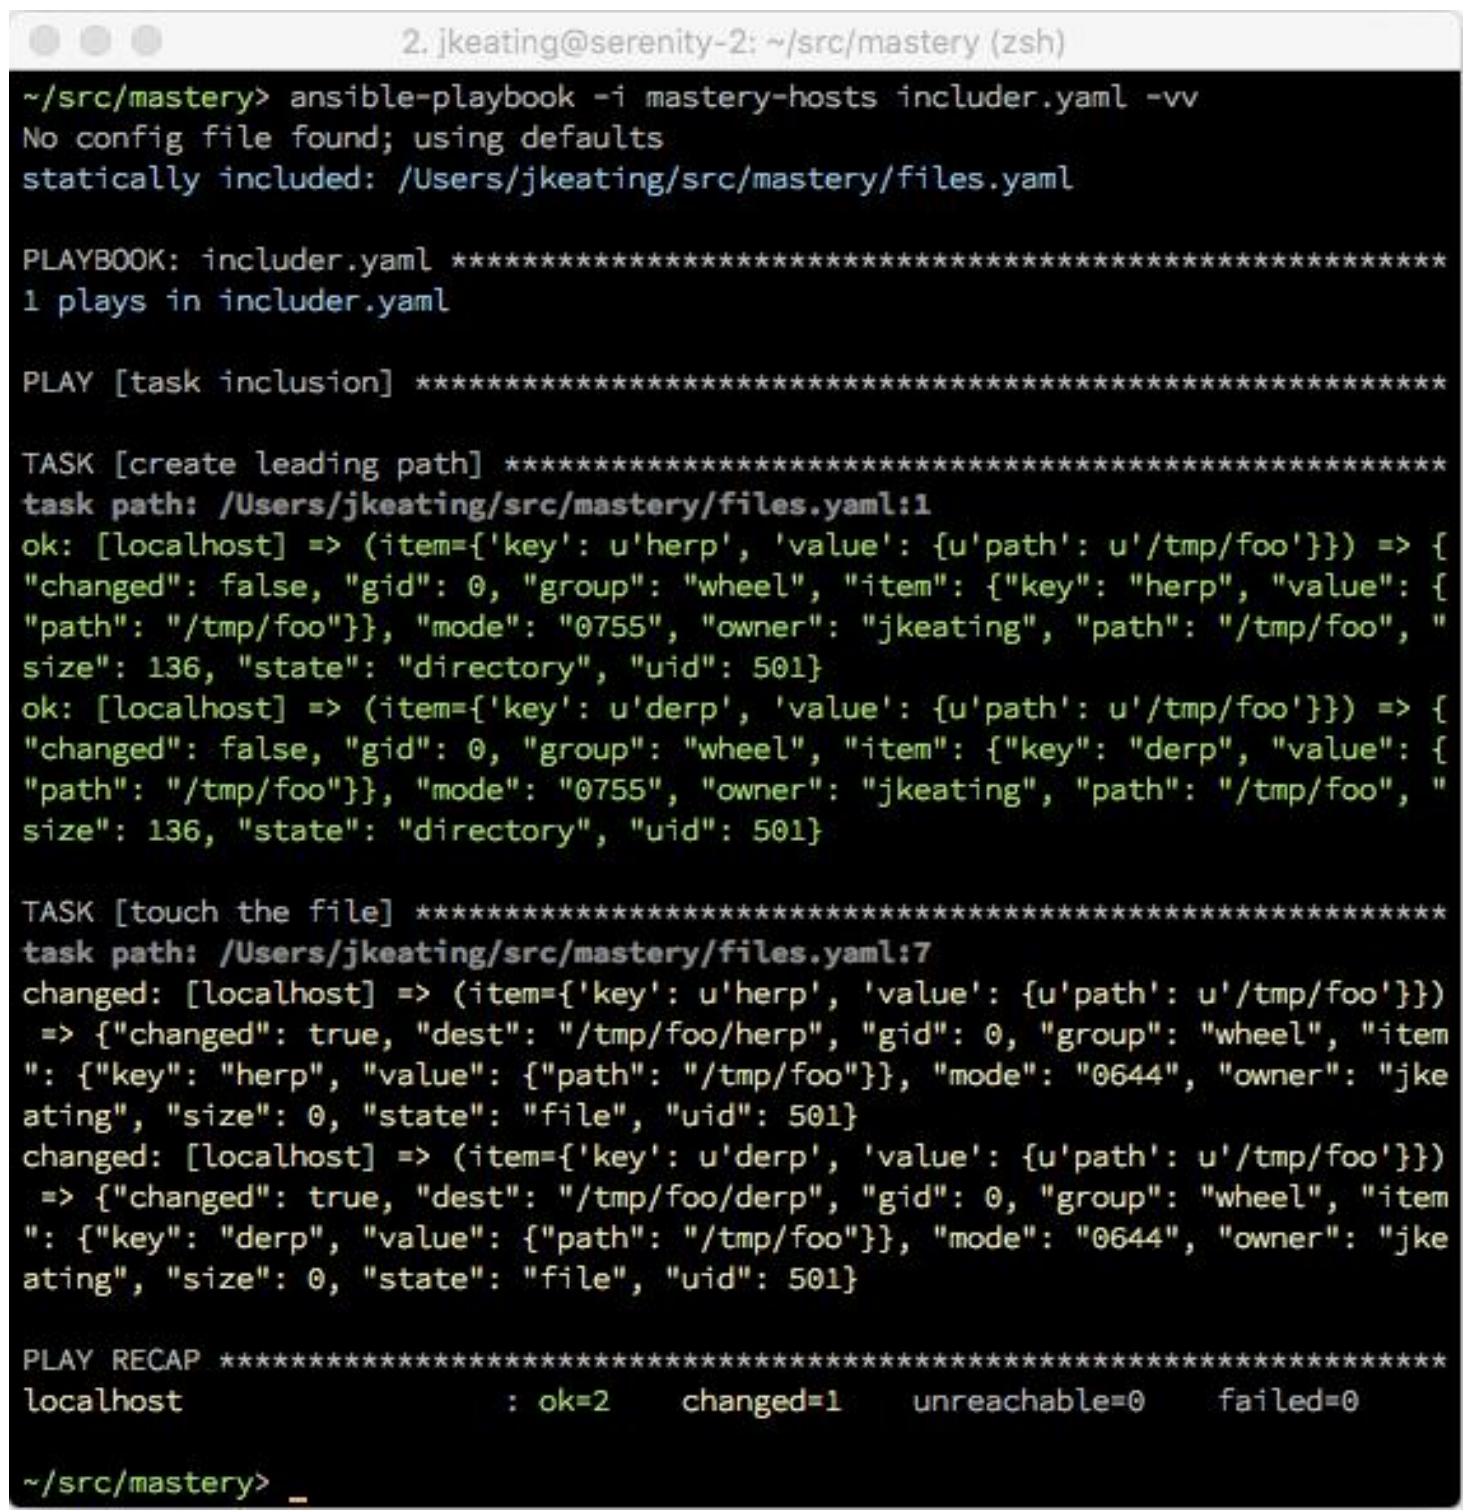 2. jkeating@serenity-2: ~/src/mastery (zsh)
~/src/mastery> ansible-playbook -i mastery-hosts includer.yaml -vv
No config file found; using defaults
statically included: /Users/jkeating/src/mastery/files.yaml
PLAYBOOK: includer.yaml ********************************************************
1 plays in includer.yaml
PLAY [task inclusion] **********************************************************
TASK [create leading path] *****************************************************
task path: /Users/jkeating/src/mastery/files.yaml:1
ok: [localhost] => (item={'key': u'herp', 'value': {u'path': u'/tmp/foo'}}) => {
"changed": false, "gid": 0, "group": "wheel", "item": {"key": "herp", "value": {
"path": "/tmp/foo"}}, "mode": "0755", "owner": "jkeating", "path": "/tmp/foo", "
size": 136, "state": "directory", "uid": 501}
ok: [localhost] => (item={'key': u'derp', 'value': {u'path': u'/tmp/foo'}}) => {
"changed": false, "gid": 0, "group": "wheel", "item": {"key": "derp", "value": {
"path": "/tmp/foo"}}, "mode": "0755", "owner": "jkeating", "path": "/tmp/foo", "
size": 136, "state": "directory", "uid": 501}
TASK [touch the file] **********************************************************
task path: /Users/jkeating/src/mastery/files.yaml:7
changed: [localhost] => (item={'key': u'herp', 'value': {u'path': u'/tmp/foo'}})
 => {"changed": true, "dest": "/tmp/foo/herp", "gid": 0, "group": "wheel", "item
": {"key": "herp", "value": {"path": "/tmp/foo"}}, "mode": "0644", "owner": "jke
ating", "size": 0, "state": "file", "uid": 501}
changed: [localhost] => (item={'key': u'derp', 'value': {u'path': u'/tmp/foo'}})
 => {"changed": true, "dest": "/tmp/foo/derp", "gid": 0, "group": "wheel", "item
": {"key": "derp", "value": {"path": "/tmp/foo"}}, "mode": "0644", "owner": "jke
ating", "size": 0, "state": "file", "uid": 501}
PLAY RECAP *********************************************************************
localhost                  : ok=2    changed=1    unreachable=0    failed=0
~/src/mastery> _